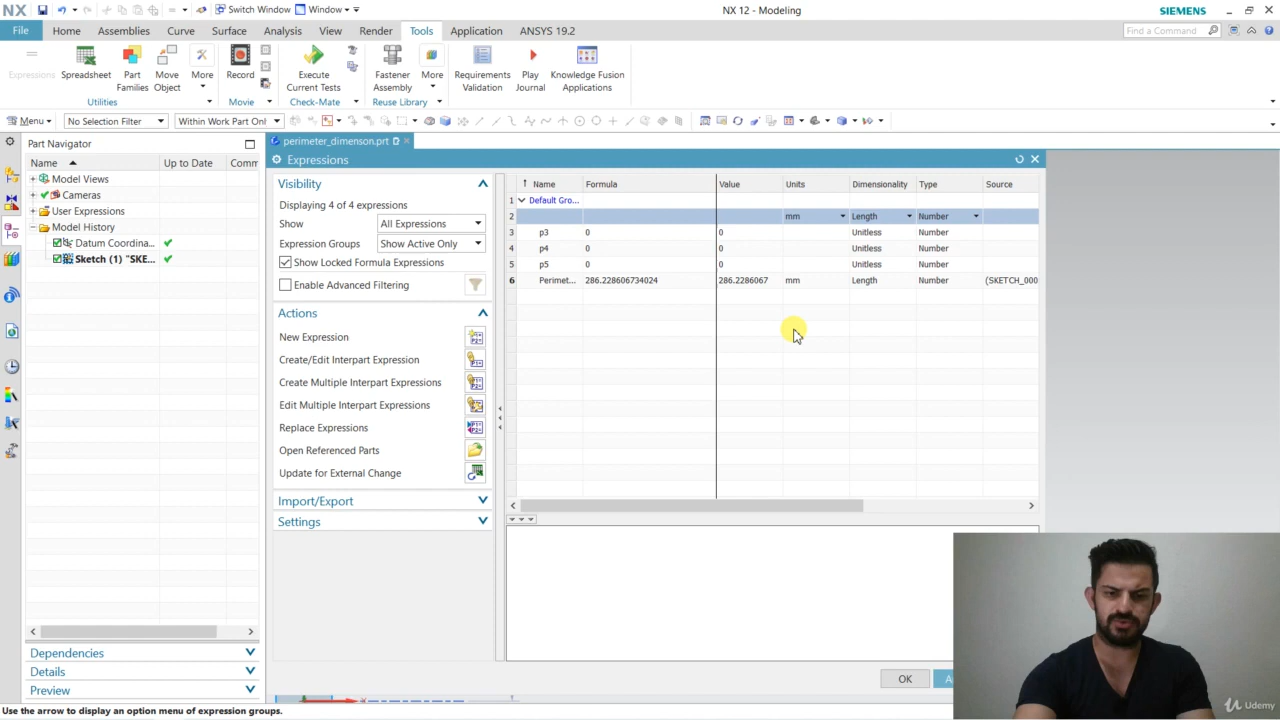 NX
Switch Window
Window
NX 12 - Modeling
SIEMENS
File
Home
Assemblies
Curve
Surface
Analysis
View
Render
Tools
Application
ANSYS 19.2
Find a Command
Expressions
Spreadsheet
Part Families
Move Object
More
Record
Execute Current Tests
Fastener Assembly
More
Requirements Validation
Play Journal
Knowledge Fusion Applications
Utilities
Movie
Check-Mate
Reuse Library
Menu
No Selection Filter
Within Work Part Onl
Part Navigator
Name
Up to Date
Comm
Model Views
Cameras
User Expressions
Model History
Datum Coordina...
Sketch (1) "SKE...
Dependencies
Details
Preview
perimeter_dimenson.prt
Expressions
Visibility
Displaying 4 of 4 expressions
Show
All Expressions
Expression Groups
Show Active Only
Show Locked Formula Expressions
Enable Advanced Filtering
Actions
New Expression
Create/Edit Interpart Expression
Create Multiple Interpart Expressions
Edit Multiple Interpart Expressions
Replace Expressions
Open Referenced Parts
Update for External Change
Import/Export
Settings
Name Formula Value Units Dimensionality Type Source
1 Default Gro...
2 mm Length Number
3 p3 0 0 Unitless Number
4 p4 0 0 Unitless Number
5 p5 0 0 Unitless Number
6 Perimet... 286.228606734024 286.2286067 mm Length Number (SKETCH_000
OK
Use the arrow to display an option menu of expression groups.
Udemy